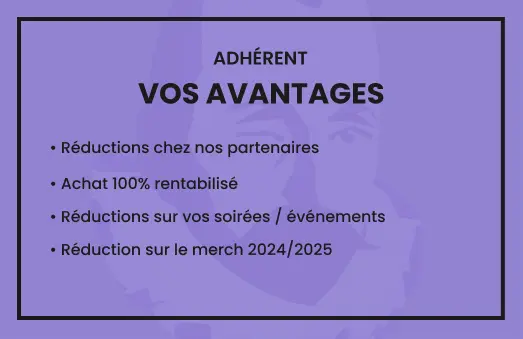 ADHÉRENT
VOS AVANTAGES
• Réductions chez nos partenaires
• Achat 100% rentabilisé
• Réductions sur vos soirées / événements
• Réduction sur le merch 2024/2025